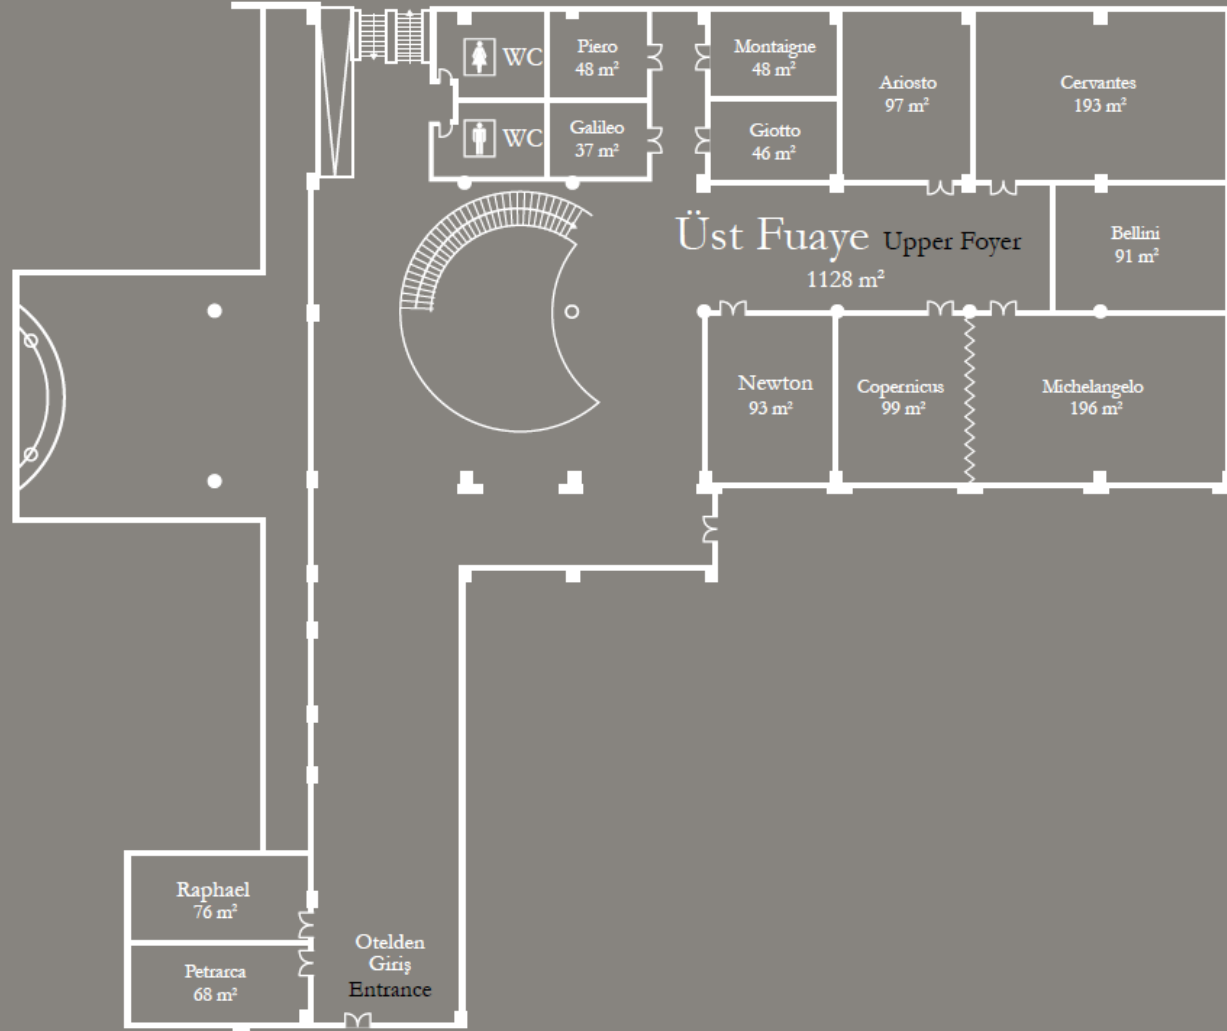 WC
Piero
48 m²
Montaigne
48 m²
Ariosto
97 m²
Cervantes
193 m²
WC
Galileo
37 m²
Giotto
46 m²
Üst Fuaye Upper Foyer
1128 m²
Bellini
91 m²
Newton
93 m²
Copernicus
99 m²
Michelangelo
196 m²
Raphael
76 m²
Petrarca
68 m²
Otelden
Giriş
Entrance